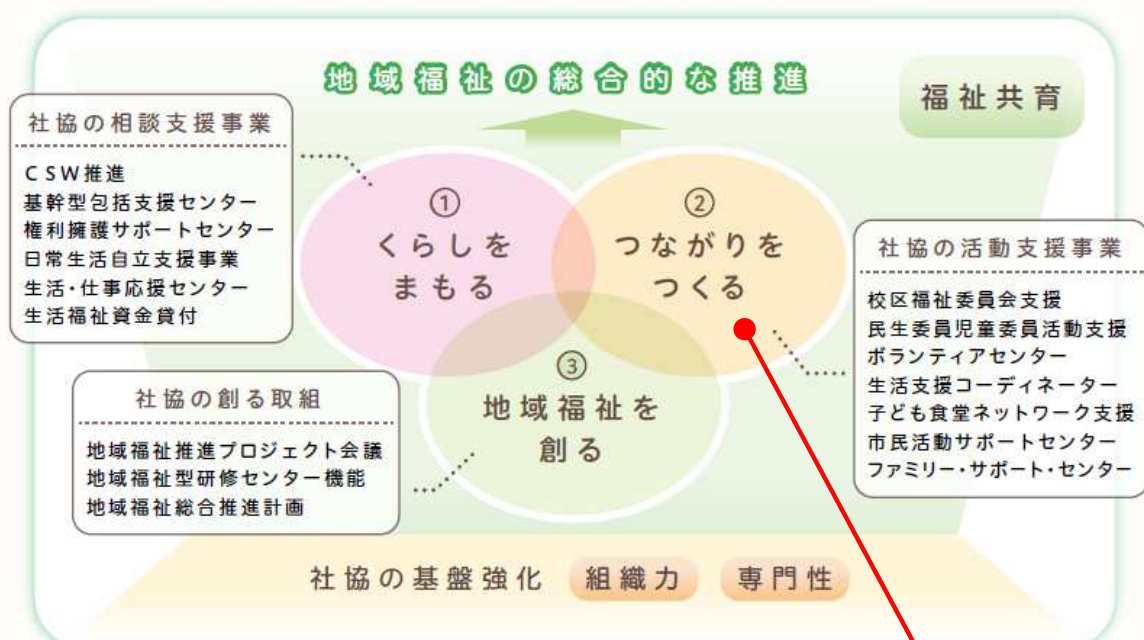 地域福祉の総合的な推進
福祉共育
社協の相談支援事業
CSW推進
基幹型包括支援センター
権利擁護サポートセンター
日常生活自立支援事業
生活・仕事応援センター
生活福祉資金貸付
①
くらしを
まもる
②
つながりを
つくる
社協の活動支援事業
校区福祉委員会支援
民生委員児童委員活動支援
ボランティアセンター
生活支援コーディネーター
子ども食堂ネットワーク支援
市民活動サポートセンター
ファミリー・サポート・センター
③
地域福祉を
創る
社協の創る取組
地域福祉推進プロジェクト会議
地域福祉型研修センター機能
地域福祉総合推進計画
社協の基盤強化 組織力 専門性